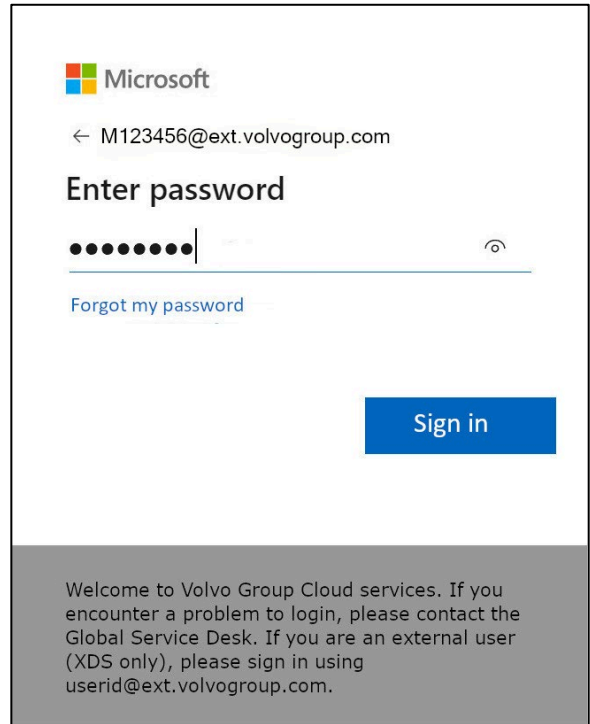 Microsoft
← M123456@ext.volvogroup.com
Enter password
●●●●●●●●
Forgot my password
Sign in
Welcome to Volvo Group Cloud services. If you
encounter a problem to login, please contact the
Global Service Desk. If you are an external user
(XDS only), please sign in using
userid@ext.volvogroup.com.